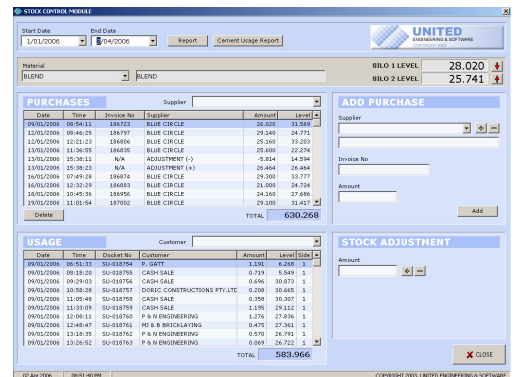 STOCK CONTROL MODULE
Start Date
End Date
1/01/2006
/04/2006
Report
Cement Usage Report
UNITED
ENGINEERING & SOFTWARE
COPYRIGHT 2003
Material
BLEND
BLEND
SILO 1 LEVEL 28.020
SILO 2 LEVEL 25.741
PURCHASES
Supplier
Date Time Invoice No Supplier Amount Level
09/01/2006 08:54:11 186723 BLUE CIRCLE 26.020 31.569
12/01/2006 08:46:25 186797 BLUE CIRCLE 29.140 24.771
12/01/2006 12:21:23 186806 BLUE CIRCLE 25.160 33.203
13/01/2006 11:36:55 186835 BLUE CIRCLE 25.600 22.274
13/01/2006 15:38:11 N/A ADJUSTMENT (-) -5.814 14.594
13/01/2006 15:38:23 N/A ADJUSTMENT (+) 26.464 26.464
16/01/2006 07:49:28 186874 BLUE CIRCLE 29.300 33.777
16/01/2006 12:32:29 186883 BLUE CIRCLE 21.000 24.724
18/01/2006 10:45:36 186956 BLUE CIRCLE 24.160 27.686
19/01/2006 11:01:54 187002 BLUE CIRCLE 29.100 31.417
Delete
TOTAL 630.268
ADD PURCHASE
Supplier
Invoice No
Amount
Add
USAGE
Customer
Date Time Docket No Customer Amount Level Side
09/01/2006 06:51:33 SU-018754 P. GATT 1.191 6.268 1
09/01/2006 08:18:20 SU-018755 CASH SALE 0.719 5.549 1
09/01/2006 09:29:03 SU-018756 CASH SALE 0.696 30.873 1
09/01/2006 10:58:28 SU-018757 DORIC CONSTRUCTIONS PTY.LTD 0.208 30.665 1
09/01/2006 11:05:48 SU-018758 CASH SALE 0.358 30.307 1
09/01/2006 11:33:09 SU-018759 CASH SALE 1.195 29.112 1
09/01/2006 12:08:11 SU-018760 P & N ENGINEERING 1.276 27.836 1
09/01/2006 12:48:47 SU-018761 MJ & B BRICKLAYING 0.475 27.361 1
09/01/2006 13:18:35 SU-018762 P & N ENGINEERING 0.570 26.791 1
09/01/2006 13:26:52 SU-018763 P & N ENGINEERING 0.069 26.722 1
TOTAL 583.966
STOCK ADJUSTMENT
Amount
CLOSE
02 Apr 2006 08:51:40 PM COPYRIGHT 2003, UNITED ENGINEERING & SOFTWARE